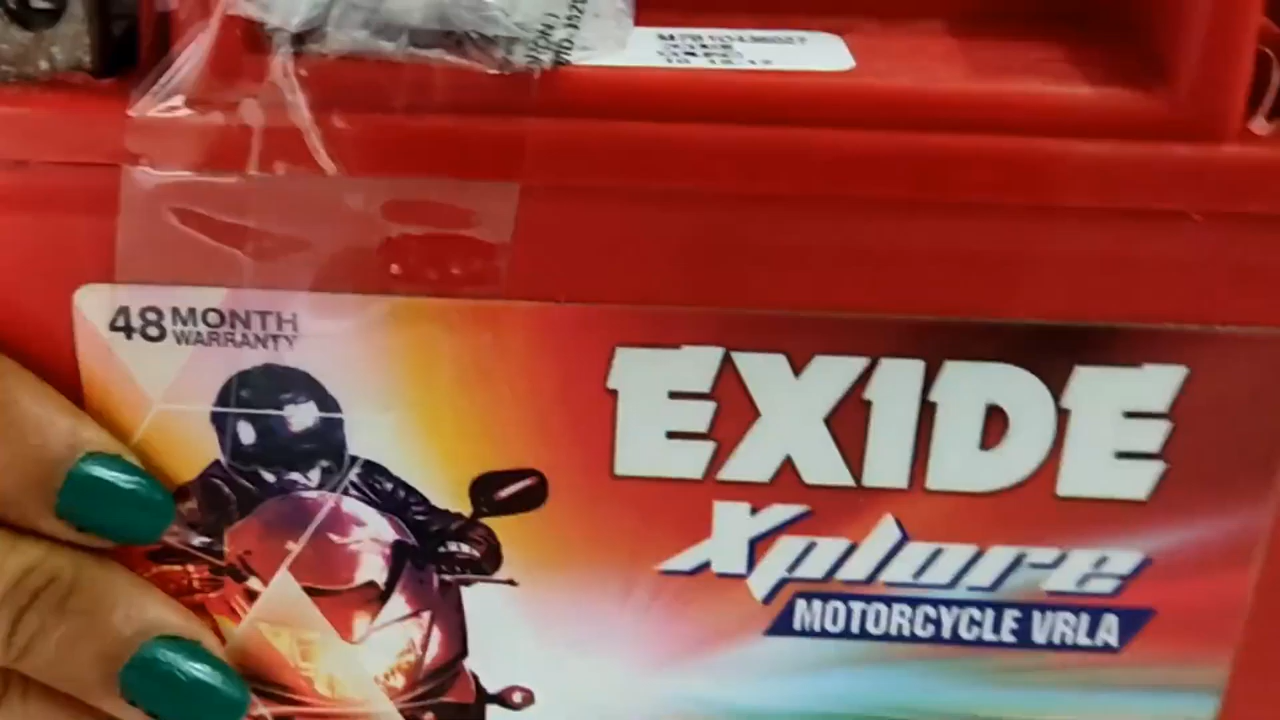 48 MONTH
WARRANTY
EXIDE
Xplore
MOTORCYCLE VRLA